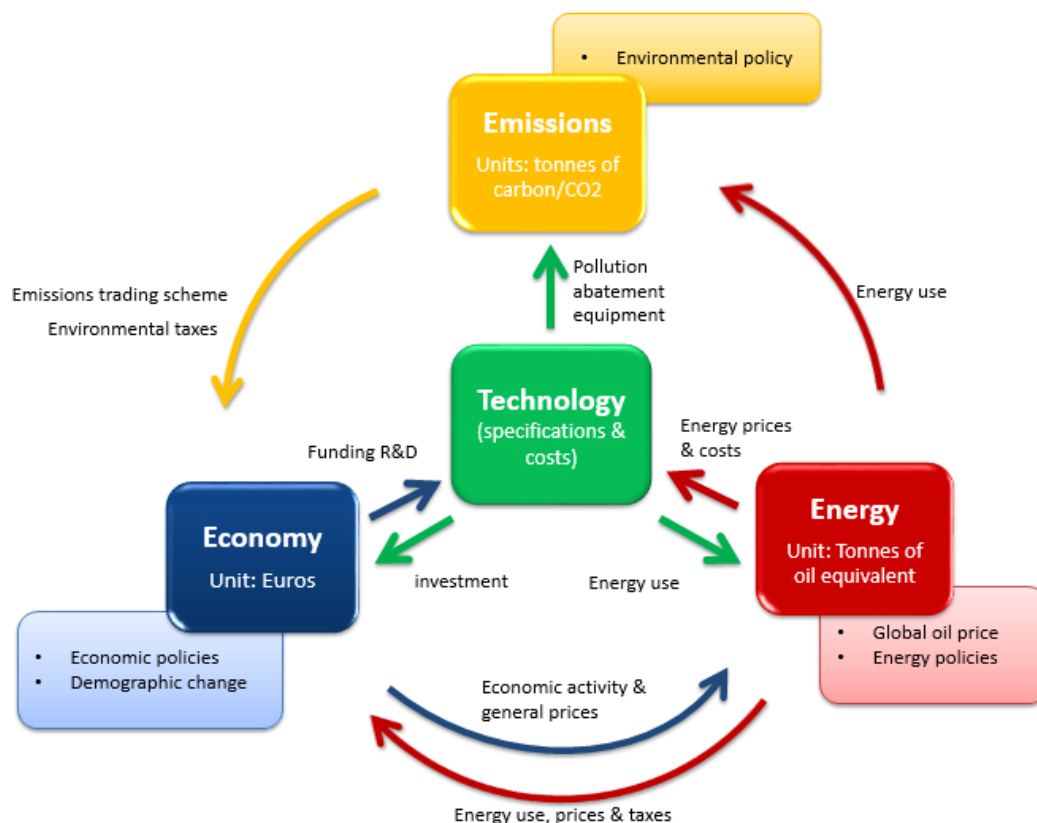 • Environmental policy
Emissions
Units: tonnes of
carbon/CO2
Pollution
abatement
equipment
Energy use
Emissions trading scheme
Environmental taxes
Technology
(specifications &
costs)
Funding R&D
Energy prices
& costs
Economy
Unit: Euros
Energy
Unit: Tonnes of
oil equivalent
investment
Energy use
• Economic policies
• Demographic change
• Global oil price
• Energy policies
Economic activity &
general prices
Energy use, prices & taxes